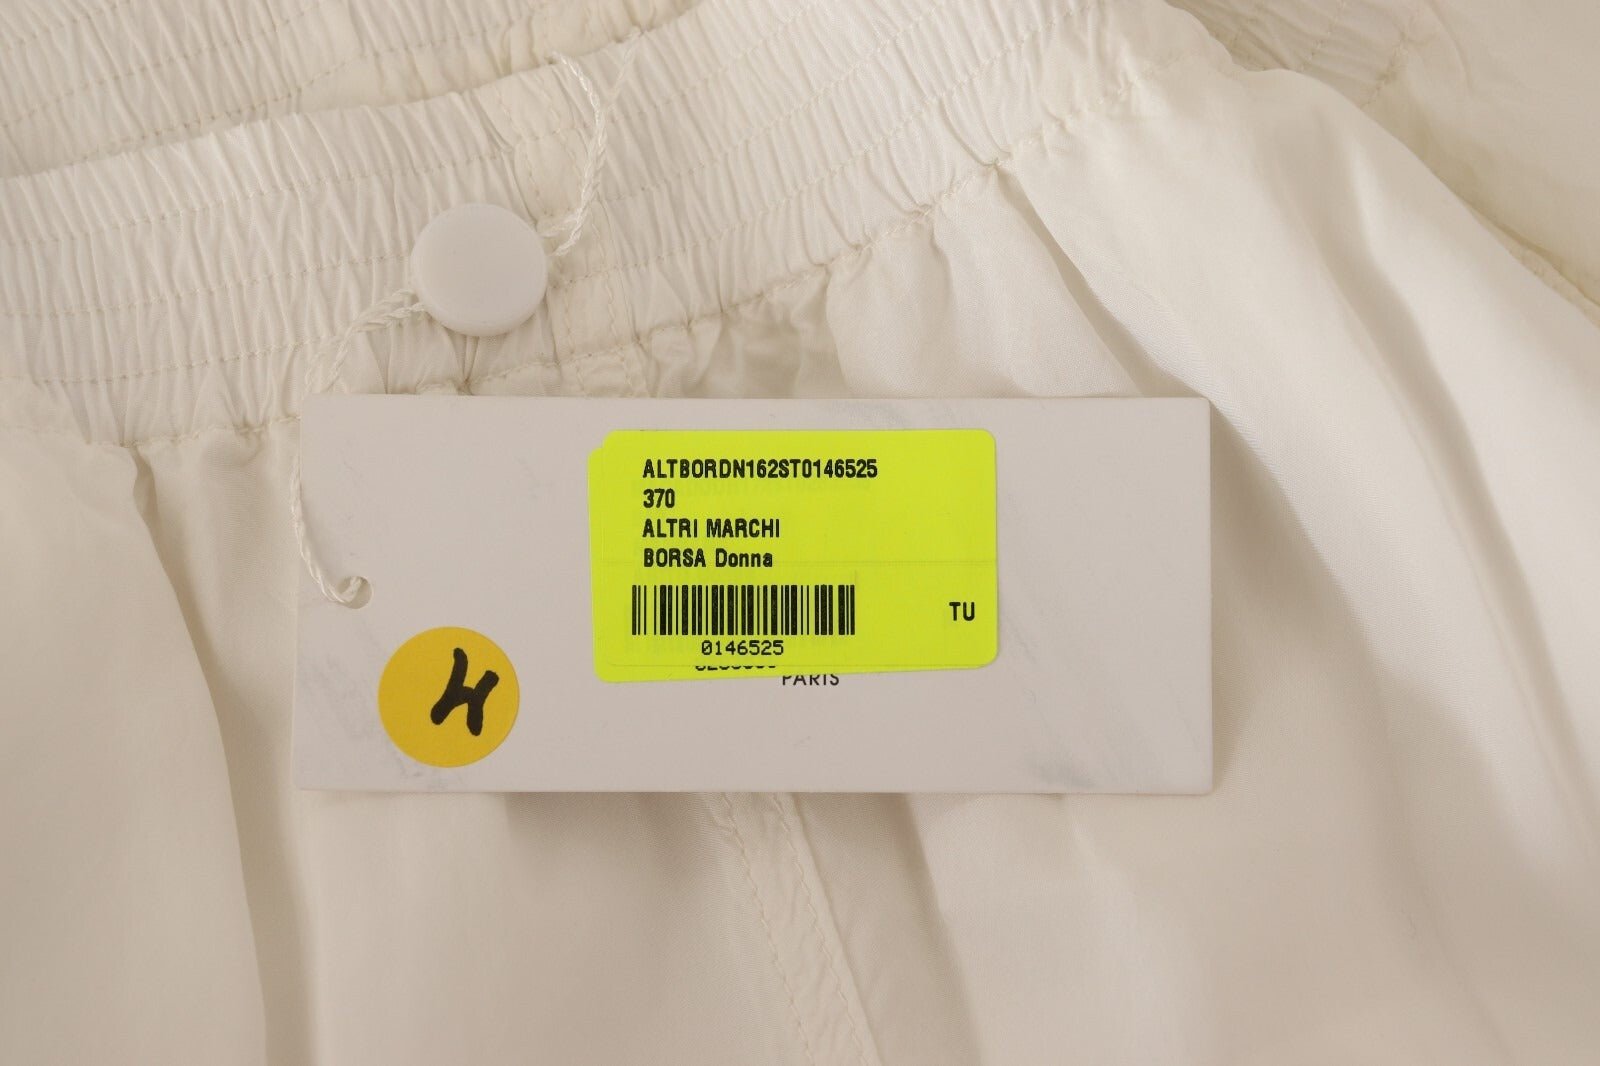 ALTBORDN162ST0146525
370
ALTRI MARCHI
BORSA Donna
TU
0146525
PARIS